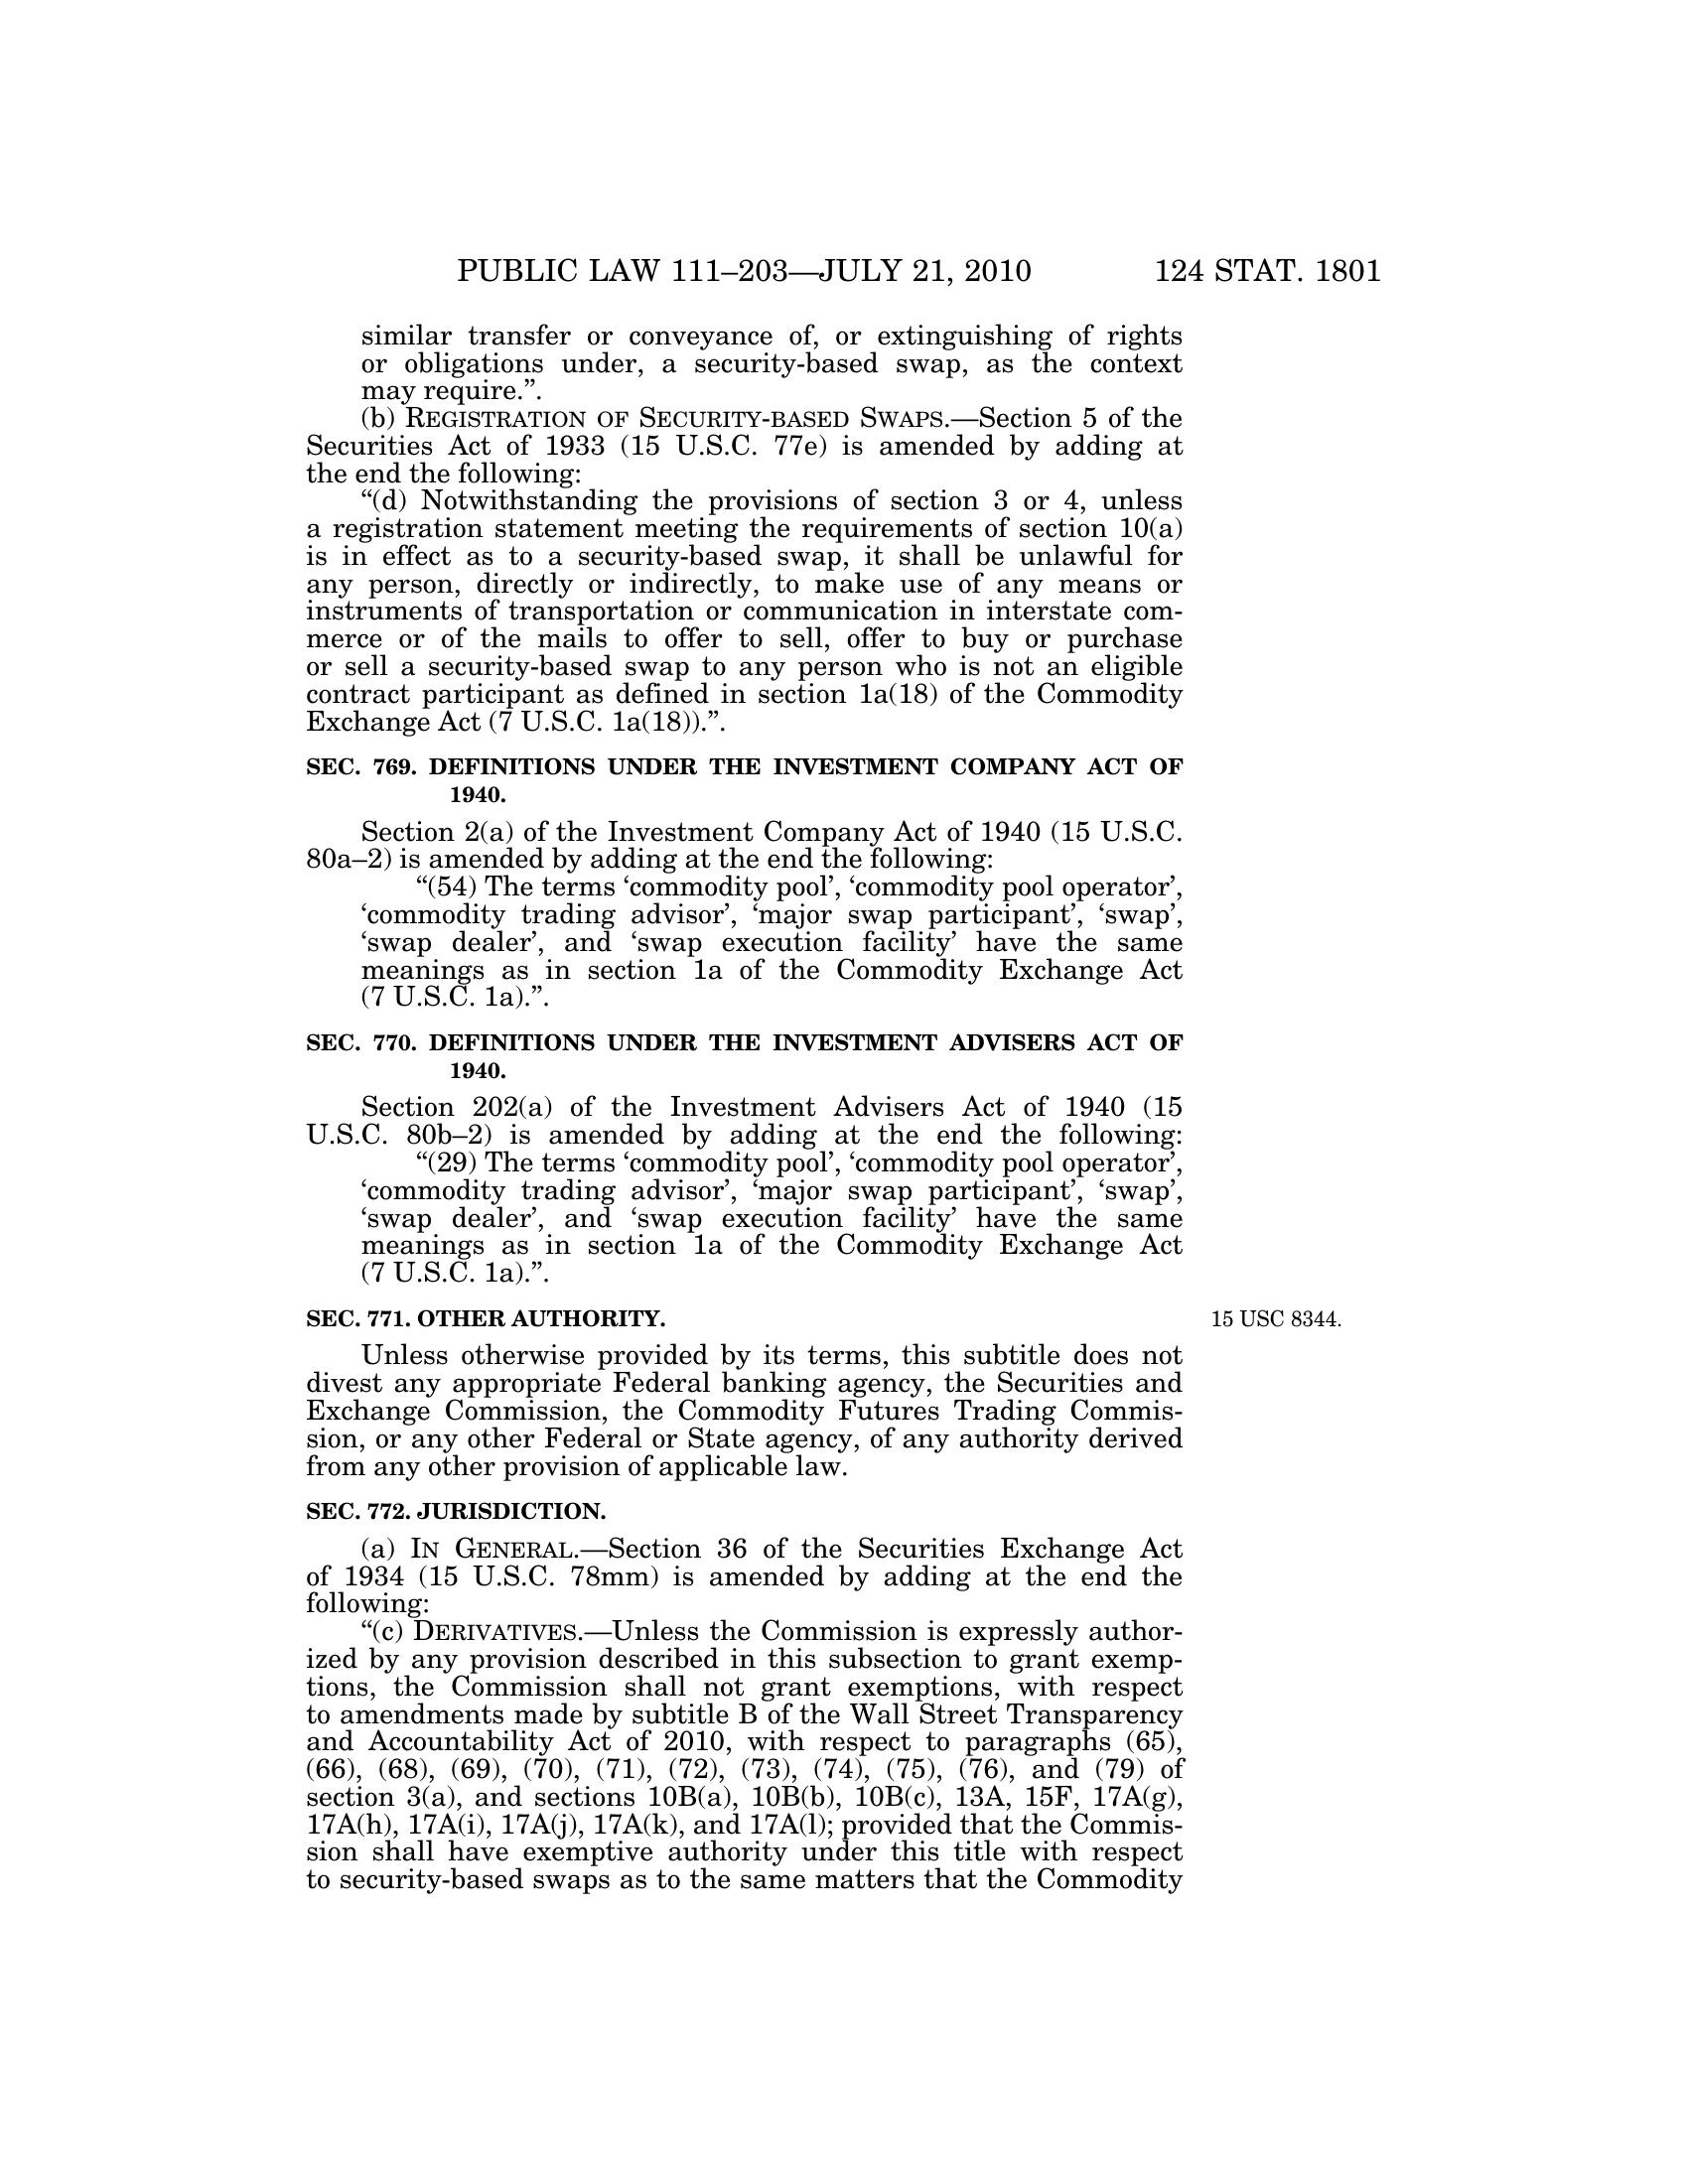 PUBLIC LAW 111–203—JULY 21, 2010 124 STAT. 1801
similar transfer or conveyance of, or extinguishing of rights
or obligations under, a security-based swap, as the context
may require.”.
(b) REGISTRATION OF SECURITY-BASED SWAPS.—Section 5 of the
Securities Act of 1933 (15 U.S.C. 77e) is amended by adding at
the end the following:
“(d) Notwithstanding the provisions of section 3 or 4, unless
a registration statement meeting the requirements of section 10(a)
is in effect as to a security-based swap, it shall be unlawful for
any person, directly or indirectly, to make use of any means or
instruments of transportation or communication in interstate com-
merce or of the mails to offer to sell, offer to buy or purchase
or sell a security-based swap to any person who is not an eligible
contract participant as defined in section 1a(18) of the Commodity
Exchange Act (7 U.S.C. 1a(18)).”.
SEC. 769. DEFINITIONS UNDER THE INVESTMENT COMPANY ACT OF
1940.
Section 2(a) of the Investment Company Act of 1940 (15 U.S.C.
80a–2) is amended by adding at the end the following:
“(54) The terms ‘commodity pool’, ‘commodity pool operator’,
‘commodity trading advisor’, ‘major swap participant’, ‘swap’,
‘swap dealer’, and ‘swap execution facility’ have the same
meanings as in section 1a of the Commodity Exchange Act
(7 U.S.C. 1a).”.
SEC. 770. DEFINITIONS UNDER THE INVESTMENT ADVISERS ACT OF
1940.
Section 202(a) of the Investment Advisers Act of 1940 (15
U.S.C. 80b–2) is amended by adding at the end the following:
“(29) The terms ‘commodity pool’, ‘commodity pool operator’,
‘commodity trading advisor’, ‘major swap participant’, ‘swap’,
‘swap dealer’, and ‘swap execution facility’ have the same
meanings as in section 1a of the Commodity Exchange Act
(7 U.S.C. 1a).”.
SEC. 771. OTHER AUTHORITY. 15 USC 8344.
Unless otherwise provided by its terms, this subtitle does not
divest any appropriate Federal banking agency, the Securities and
Exchange Commission, the Commodity Futures Trading Commis-
sion, or any other Federal or State agency, of any authority derived
from any other provision of applicable law.
SEC. 772. JURISDICTION.
(a) IN GENERAL.—Section 36 of the Securities Exchange Act
of 1934 (15 U.S.C. 78mm) is amended by adding at the end the
following:
“(c) DERIVATIVES.—Unless the Commission is expressly author-
ized by any provision described in this subsection to grant exemp-
tions, the Commission shall not grant exemptions, with respect
to amendments made by subtitle B of the Wall Street Transparency
and Accountability Act of 2010, with respect to paragraphs (65),
(66), (68), (69), (70), (71), (72), (73), (74), (75), (76), and (79) of
section 3(a), and sections 10B(a), 10B(b), 10B(c), 13A, 15F, 17A(g),
17A(h), 17A(i), 17A(j), 17A(k), and 17A(l); provided that the Commis-
sion shall have exemptive authority under this title with respect
to security-based swaps as to the same matters that the Commodity